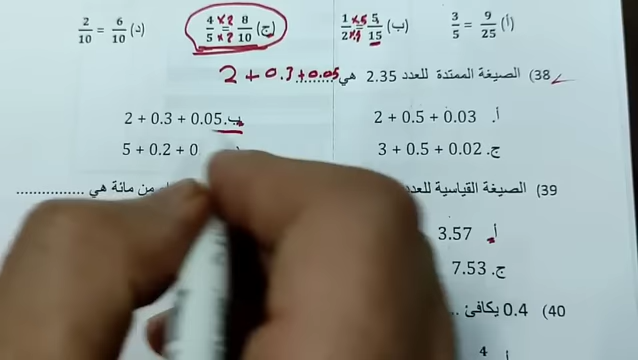 (أ) 3/5 = 9/25 (ب) 1/2 ×5 ×5 = 5/15 (ج) 4/5 ×2 ×2 = 8/10 (د) 2/10 = 6/10
38) الصيغة الممتدة للعدد 2.35 هي ......... 2 + 0.3 + 0.05
أ. 2 + 0.5 + 0.03 ب. 2 + 0.3 + 0.05
ج. 3 + 0.5 + 0.02 5 + 0.2 + 0
39) الصيغة القياسية للعدد من مائة هي ................
أ. 3.57
ج. 7.53
40) 0.4 يكافئ ..
أ. 4